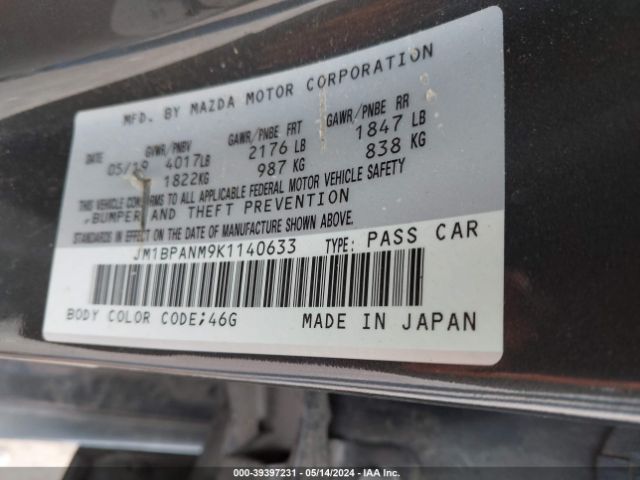 MFD. BY MAZDA MOTOR CORPORATION
DATE GVWR/PNBV GAWR/PNBE FRT GAWR/PNBE RR
05/19 4017LB 2176 LB 1847 LB
1822KG 987 KG 838 KG
THIS VEHICLE CONFORMS TO ALL APPLICABLE FEDERAL MOTOR VEHICLE SAFETY
, BUMPER AND THEFT PREVENTION
STANDARDS IN EFFECT ON THE DATE OF MANUFACTURE SHOWN ABOVE.
JM1BPANM9K1140633 TYPE: PASS CAR
BODY COLOR CODE;46G MADE IN JAPAN
000-39397231 - 05/14/2024 - IAA Inc.